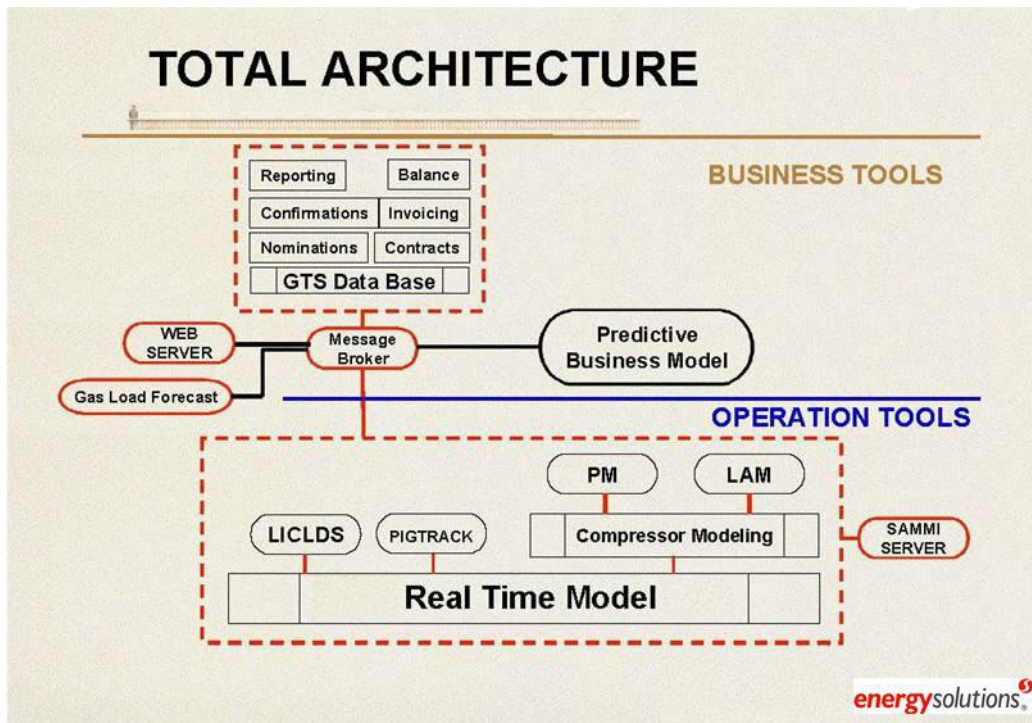 TOTAL ARCHITECTURE
BUSINESS TOOLS
Reporting
Balance
Confirmations
Invoicing
Nominations
Contracts
GTS Data Base
WEB
SERVER
Message
Broker
Predictive
Business Model
Gas Load Forecast
OPERATION TOOLS
PM
LAM
LICLDS
PIGTRACK
Compressor Modeling
SAMMI
SERVER
Real Time Model
energysolutions